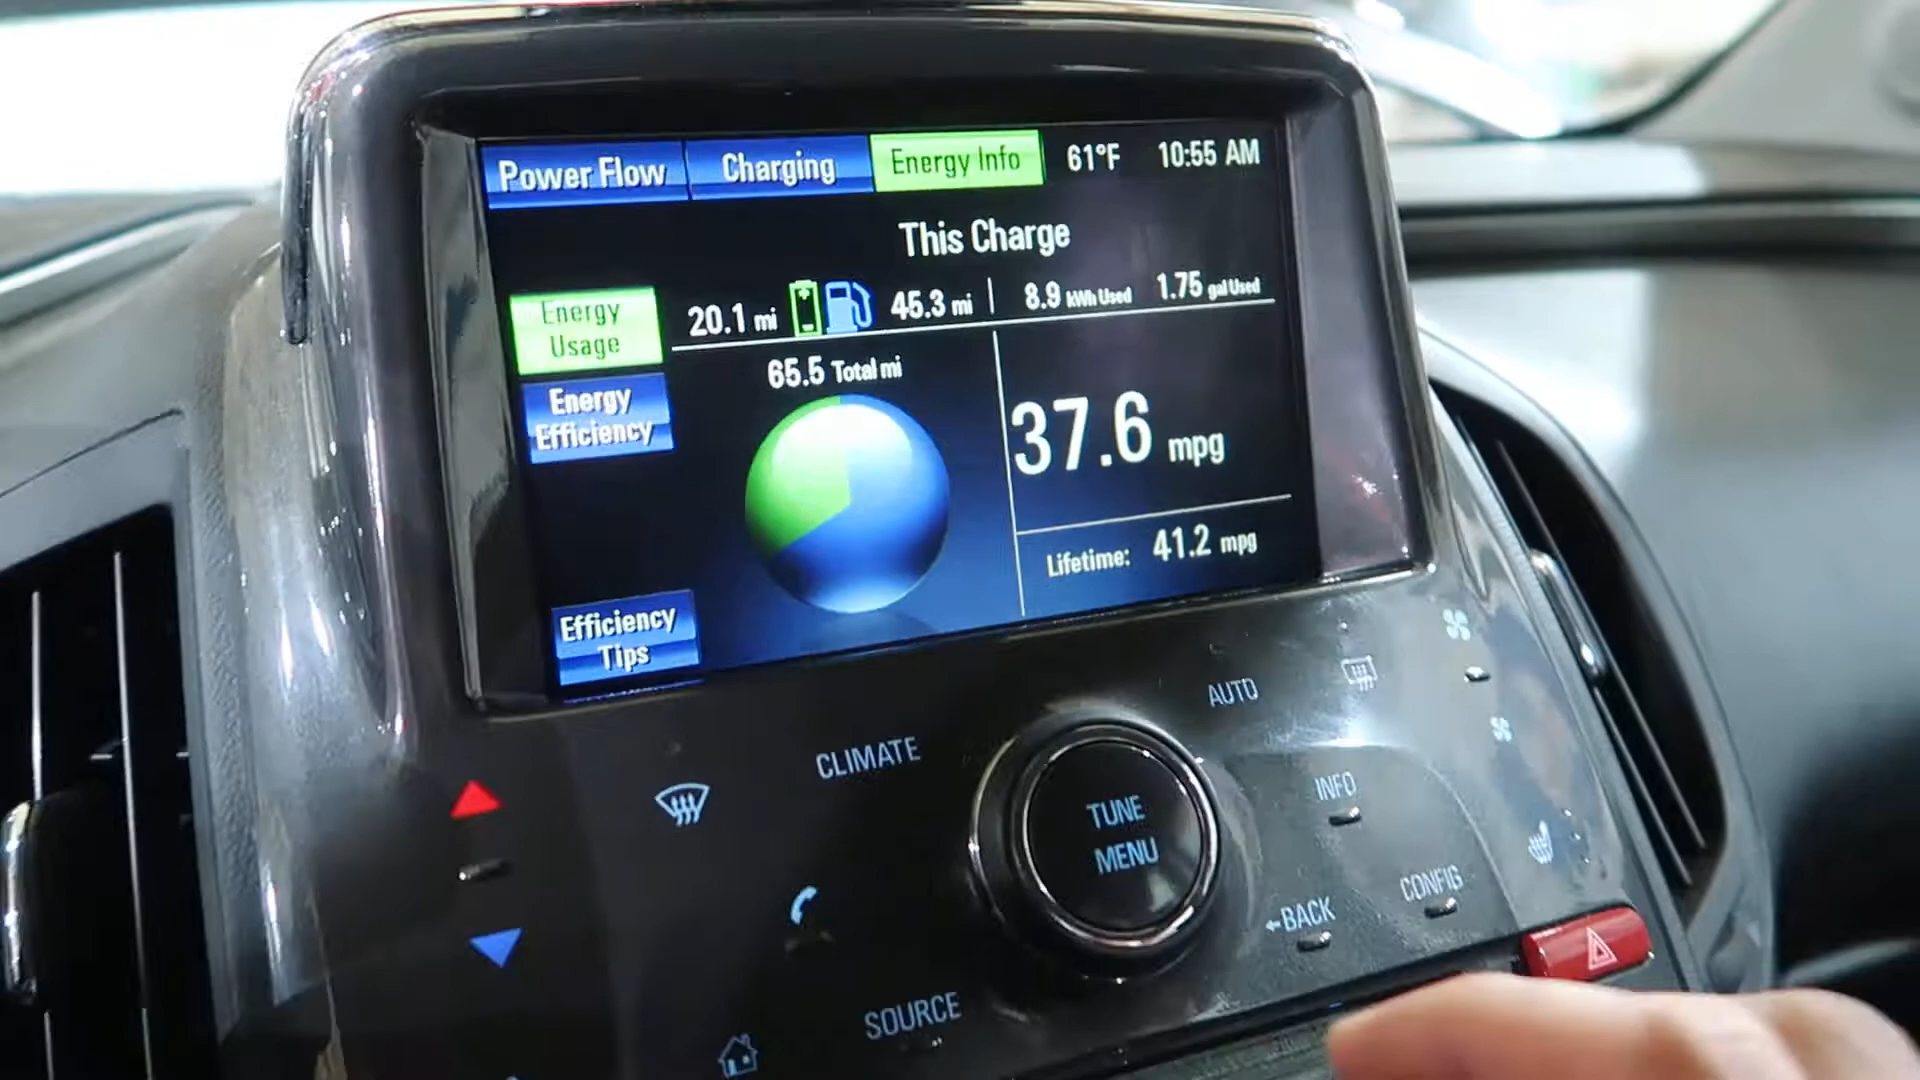 Power Flow Charging Energy Info 61°F 10:55 AM
This Charge
Energy
Usage
20.1 mi 45.3 mi 8.9 kWh Used 1.75 gal Used
65.5 Total mi
Energy
Efficiency
37.6 mpg
Lifetime: 41.2 mpg
Efficiency
Tips
AUTO
CLIMATE
TUNE
MENU
INFO
CONFIG
←BACK
SOURCE